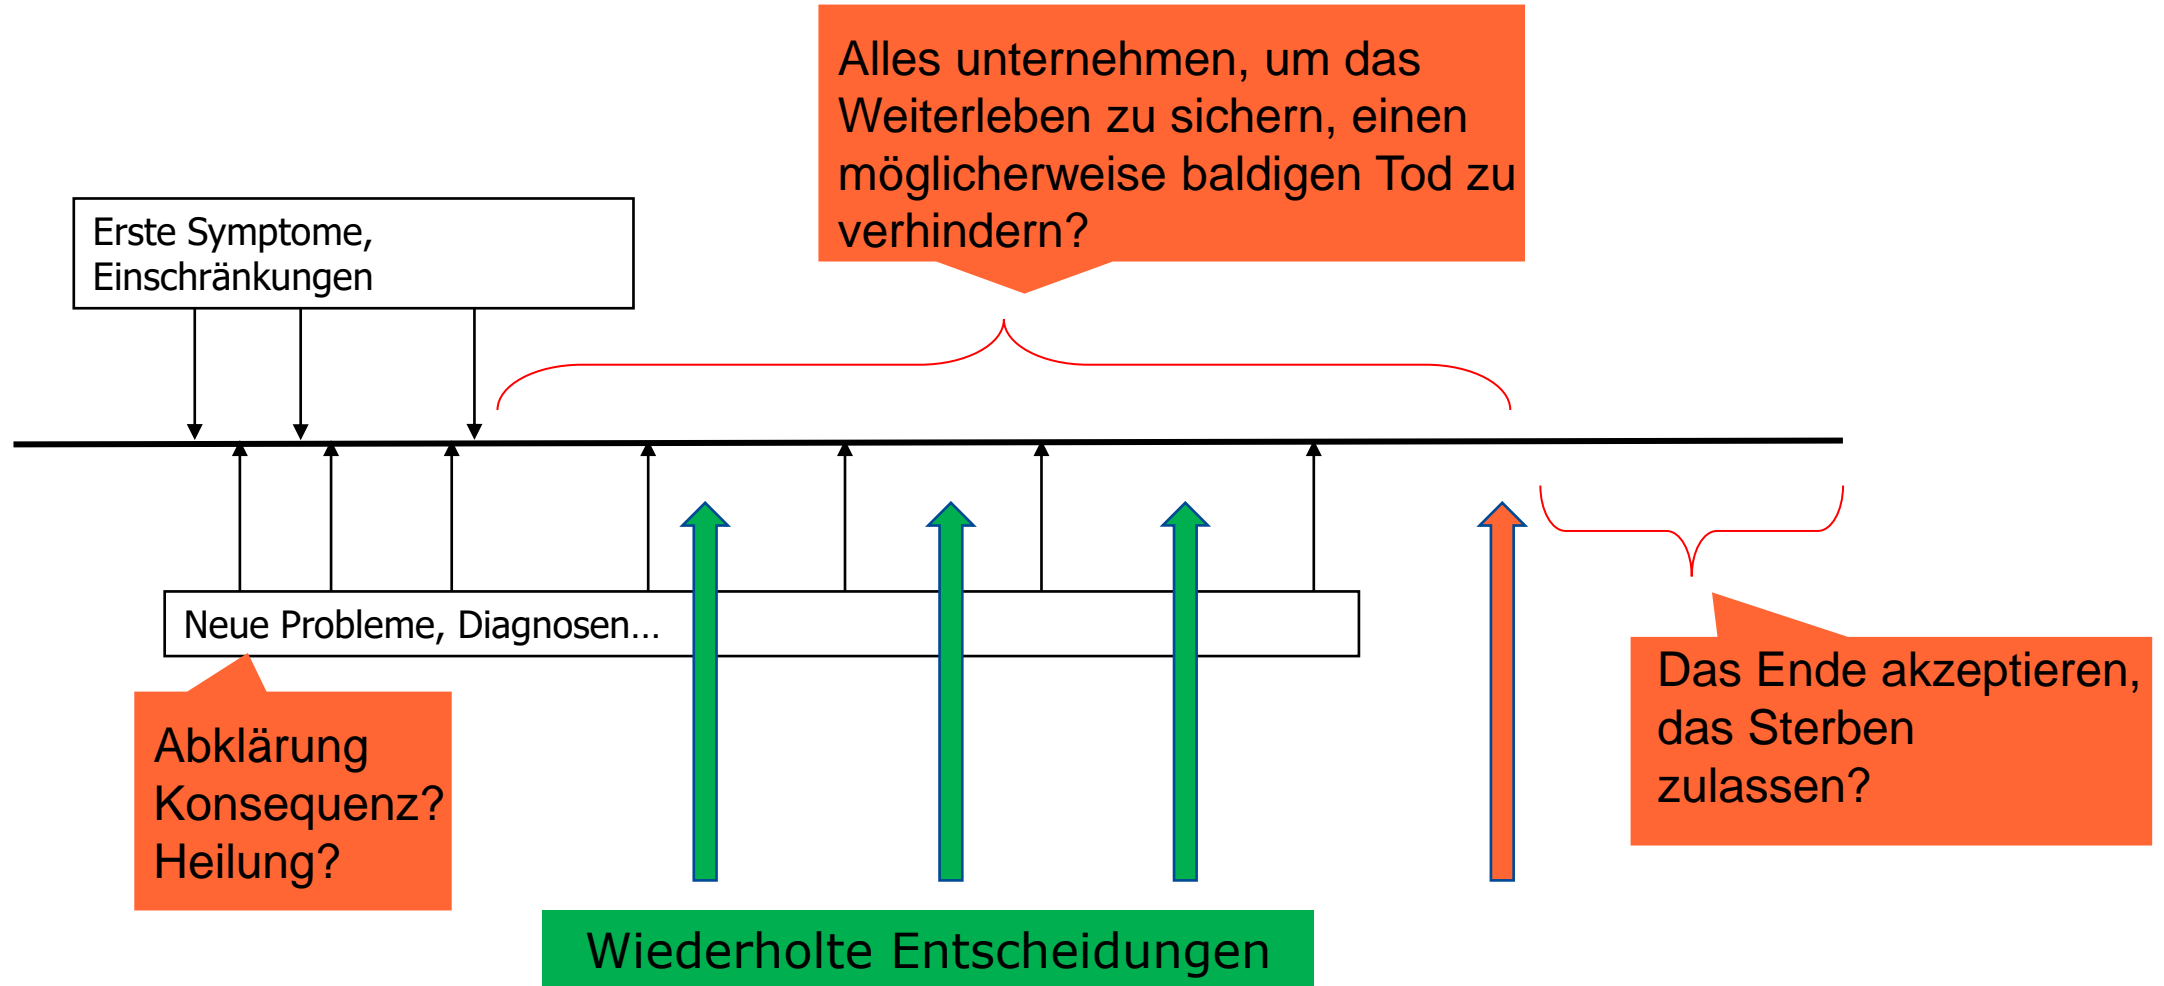 Alles unternehmen, um das
Weiterleben zu sichern, einen
möglicherweise baldigen Tod zu
verhindern?
Erste Symptome,
Einschränkungen
Neue Probleme, Diagnosen…
Abklärung
Konsequenz?
Heilung?
Das Ende akzeptieren,
das Sterben
zulassen?
Wiederholte Entscheidungen